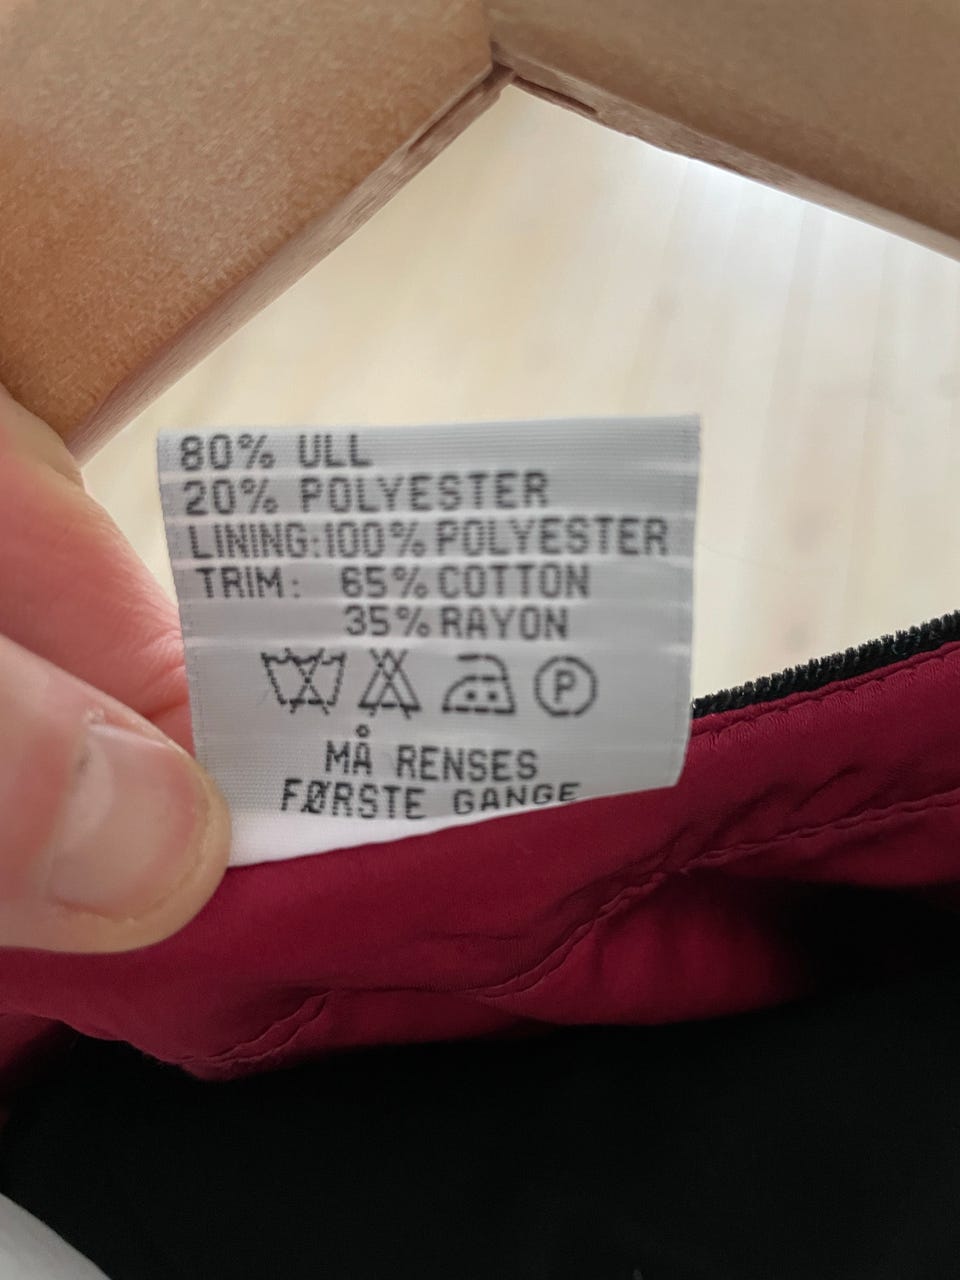 80% ULL
20% POLYESTER
LINING:100% POLYESTER
TRIM: 65% COTTON
35% RAYON
P
MÅ RENSES
FØRSTE GANGE